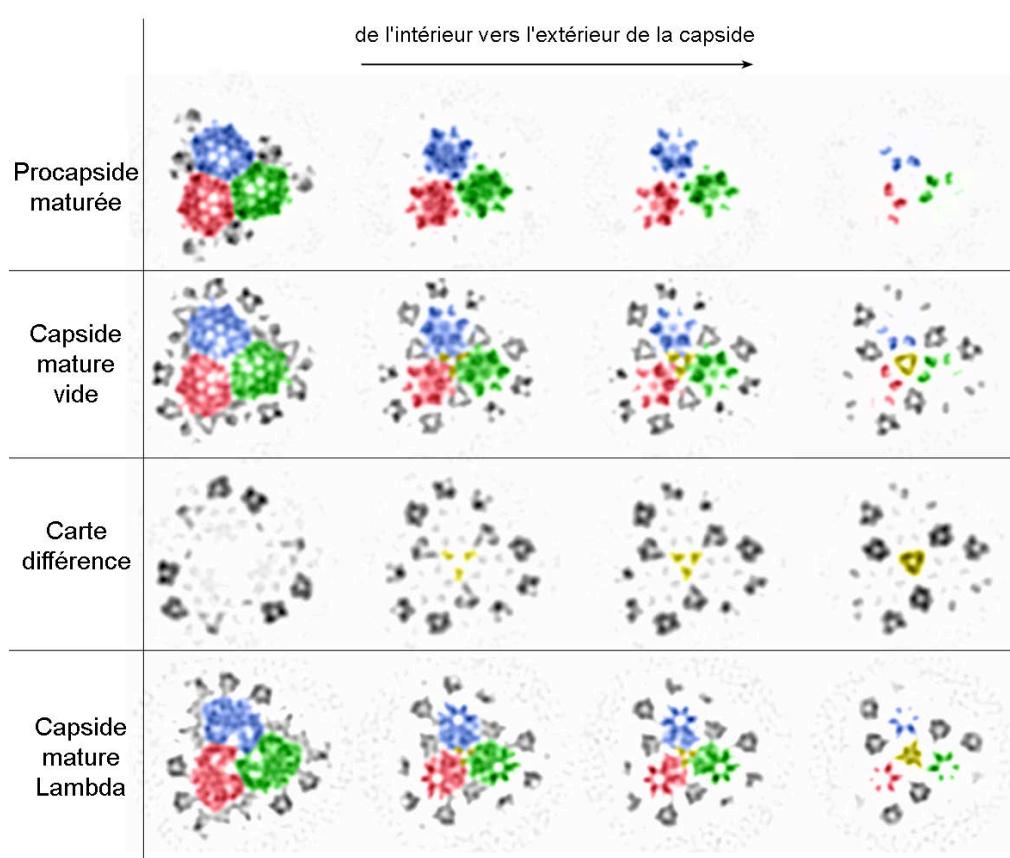 de l'intérieur vers l'extérieur de la capside
Procapside
maturée
Capside
mature
vide
Carte
différence
Capside
mature
Lambda